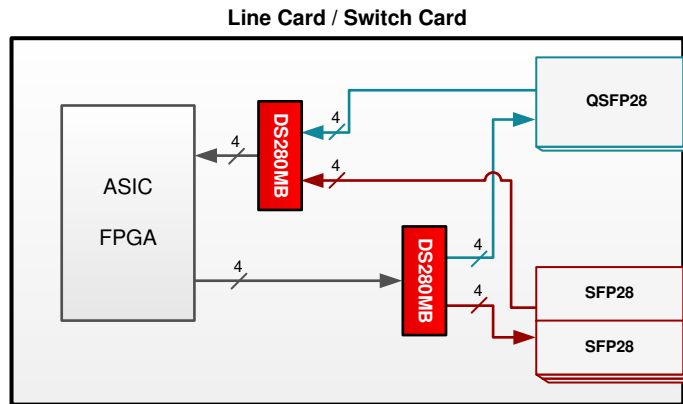 Line Card / Switch Card
QSFP28
4
DS280MB
4
4
ASIC
FPGA
DS280MB
4
4
4
SFP28
SFP28